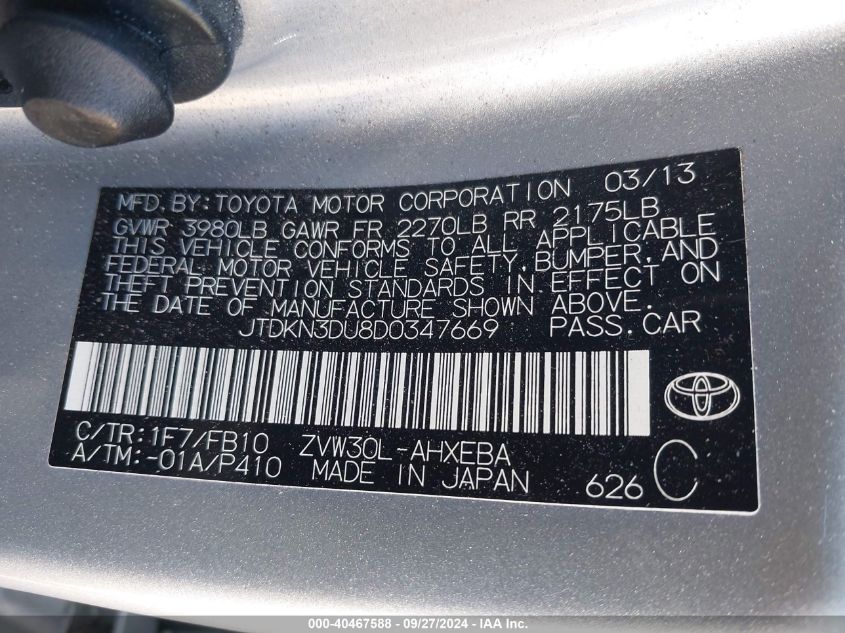 MFD. BY: TOYOTA MOTOR CORPORATION 03/13
GVWR 3980LB GAWR FR 2270LB RR 2175LB
THIS VEHICLE CONFORMS TO ALL APPLICABLE
FEDERAL MOTOR VEHICLE SAFETY, BUMPER, AND
THEFT PREVENTION STANDARDS IN EFFECT ON
THE DATE OF MANUFACTURE SHOWN ABOVE.
JTDKN3DU8D0347669 PASS. CAR
C/TR: 1F7/FB10 ZVW30L-AHXEBA
A/TM: -01A/P410 MADE IN JAPAN 626 C
000-40467588 - 09/27/2024 - IAA Inc.